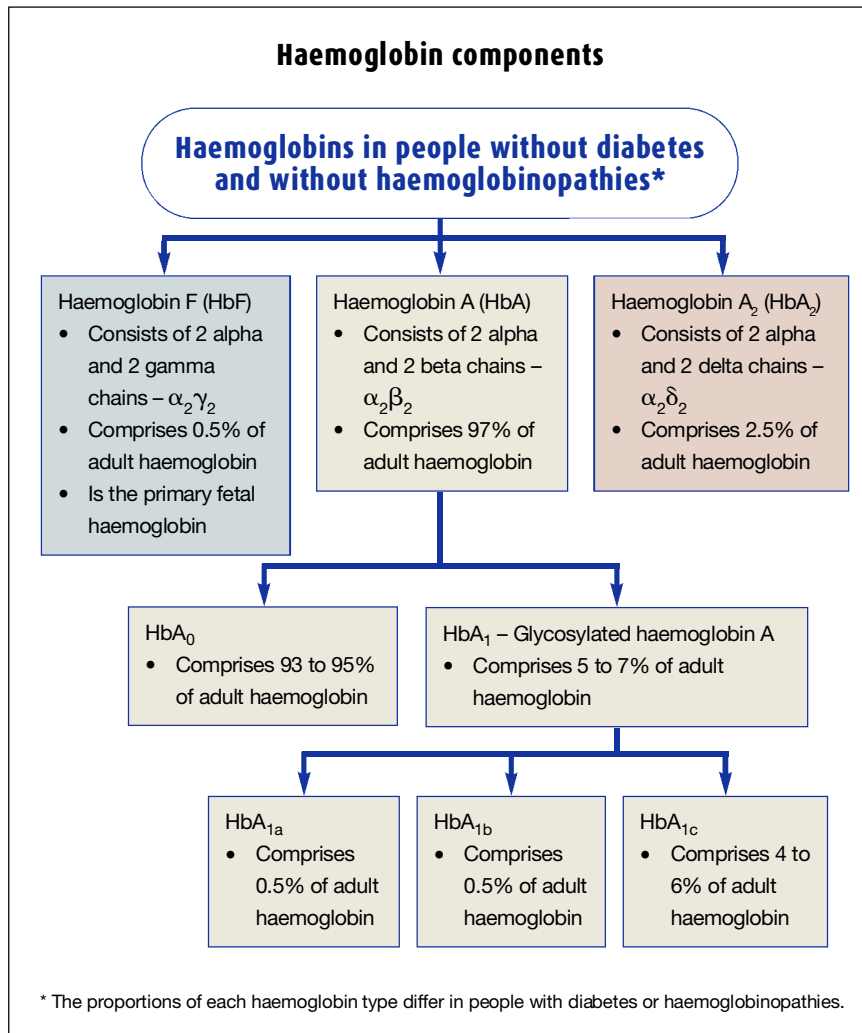 Haemoglobin components
Haemoglobins in people without diabetes
and without haemoglobinopathies*
Haemoglobin F (HbF)
• Consists of 2 alpha
and 2 gamma
chains – α₂γ₂
• Comprises 0.5% of
adult haemoglobin
• Is the primary fetal
haemoglobin
Haemoglobin A (HbA)
• Consists of 2 alpha
and 2 beta chains –
α₂β₂
• Comprises 97% of
adult haemoglobin
Haemoglobin A₂ (HbA₂)
• Consists of 2 alpha
and 2 delta chains –
α₂δ₂
• Comprises 2.5% of
adult haemoglobin
HbA₀
• Comprises 93 to 95%
of adult haemoglobin
HbA₁ – Glycosylated haemoglobin A
• Comprises 5 to 7% of adult
haemoglobin
HbA₁ₐ
• Comprises
0.5% of adult
haemoglobin
HbA₁b
• Comprises
0.5% of adult
haemoglobin
HbA₁c
• Comprises 4 to
6% of adult
haemoglobin
* The proportions of each haemoglobin type differ in people with diabetes or haemoglobinopathies.